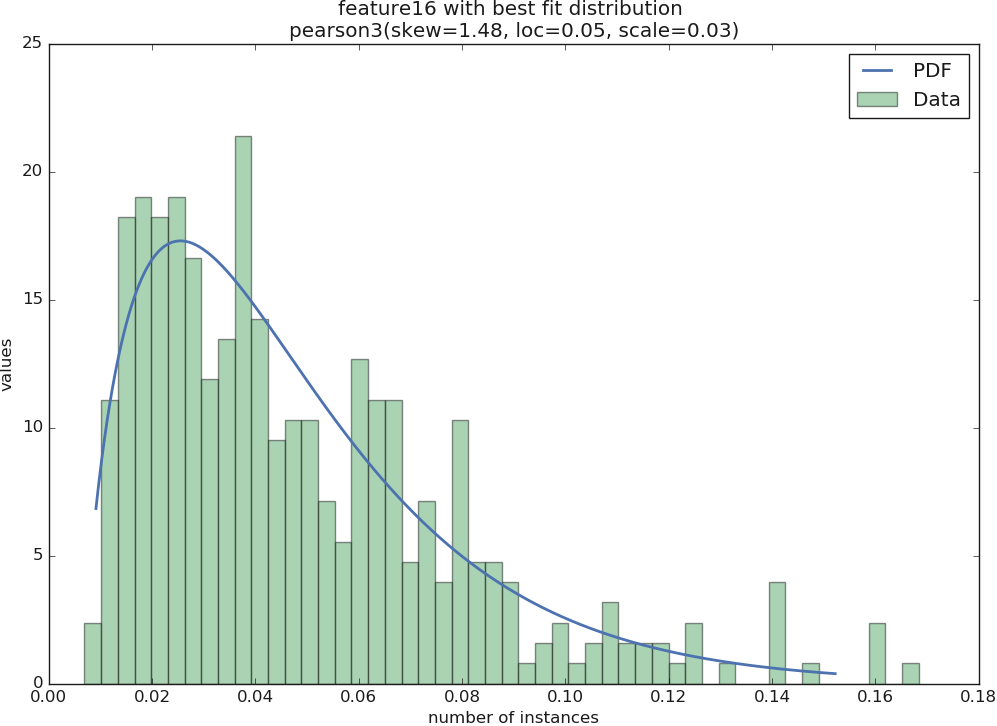 feature16 with best fit distribution
pearson3(skew=1.48, loc=0.05, scale=0.03)
PDF
Data
25
20
15
10
5
0
values
0.00 0.02 0.04 0.06 0.08 0.10 0.12 0.14 0.16 0.18
number of instances